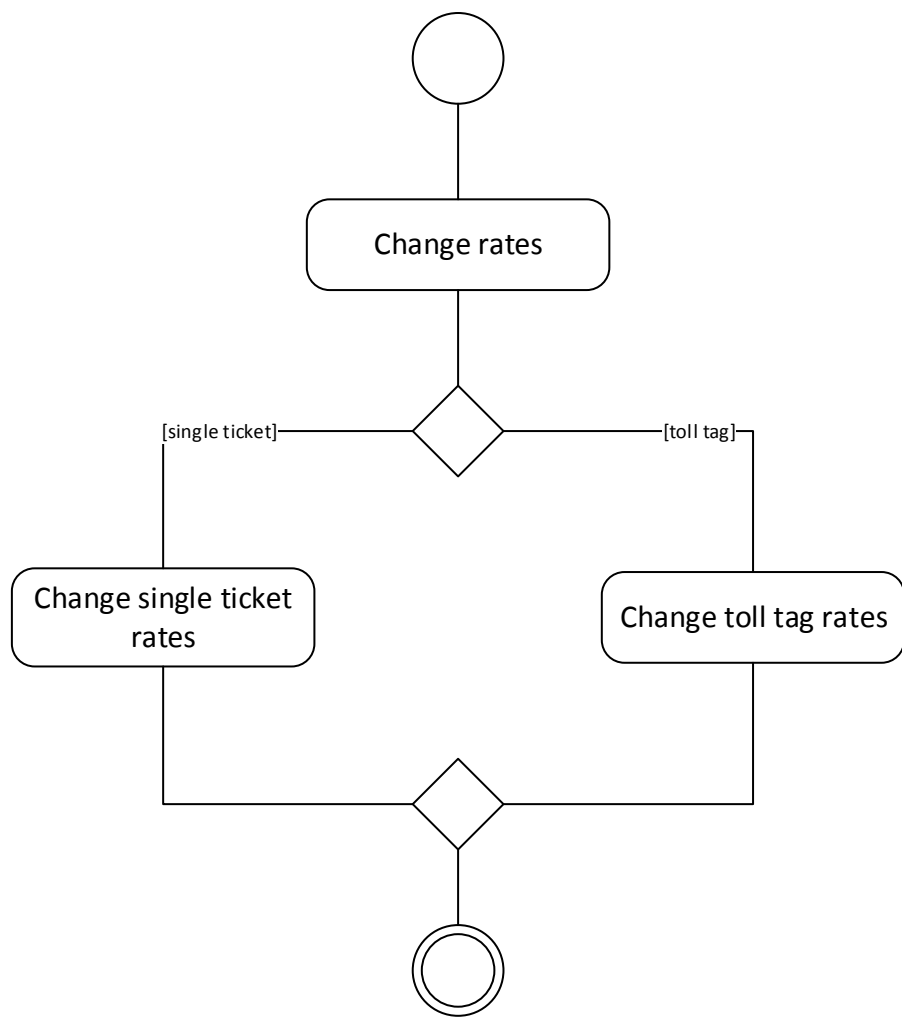 Change rates
[single ticket]
[toll tag]
Change single ticket
rates
Change toll tag rates